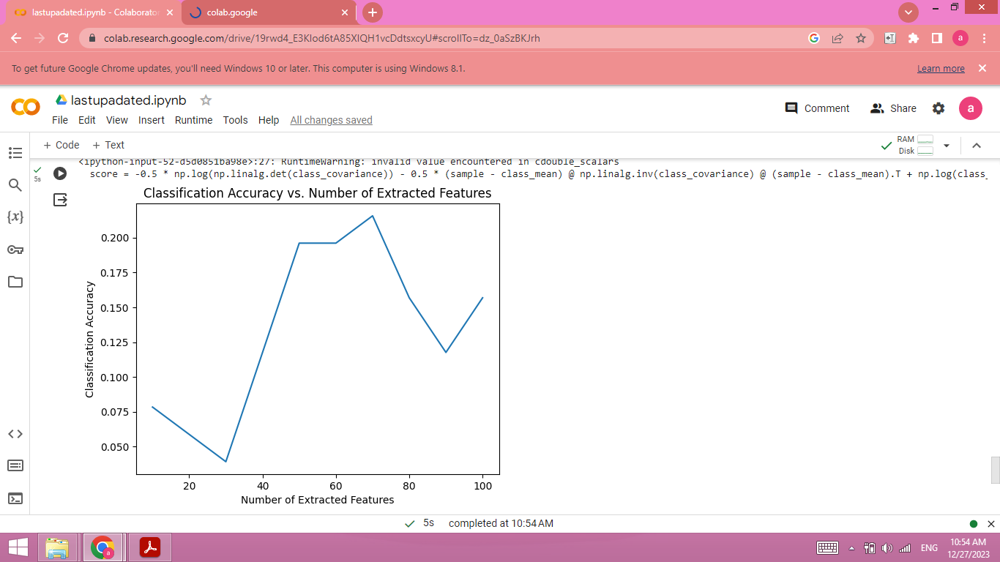 lastupadated.ipynb - Colaborator
colab.google
colab.research.google.com/drive/19rwd4_E3KIod6tA85XIQH1vcDdtsxcyU#scrollTo=dz_0aSzBKJrh
To get future Google Chrome updates, you'll need Windows 10 or later. This computer is using Windows 8.1.
Learn more
lastupadated.ipynb
File Edit View Insert Runtime Tools Help All changes saved
Comment
Share
a
+ Code + Text
RAM
Disk
<ipython-input-52-d5d0851ba98e>:27: RuntimeWarning: invalid value encountered in cdouble_scalars
score = -0.5 * np.log(np.linalg.det(class_covariance)) - 0.5 * (sample - class_mean) @ np.linalg.inv(class_covariance) @ (sample - class_mean).T + np.log(class_
5s
Classification Accuracy vs. Number of Extracted Features
0.200
0.175
0.150
0.125
0.100
0.075
0.050
Classification Accuracy
20 40 60 80 100
Number of Extracted Features
5s completed at 10:54 AM
ENG
10:54 AM
12/27/2023